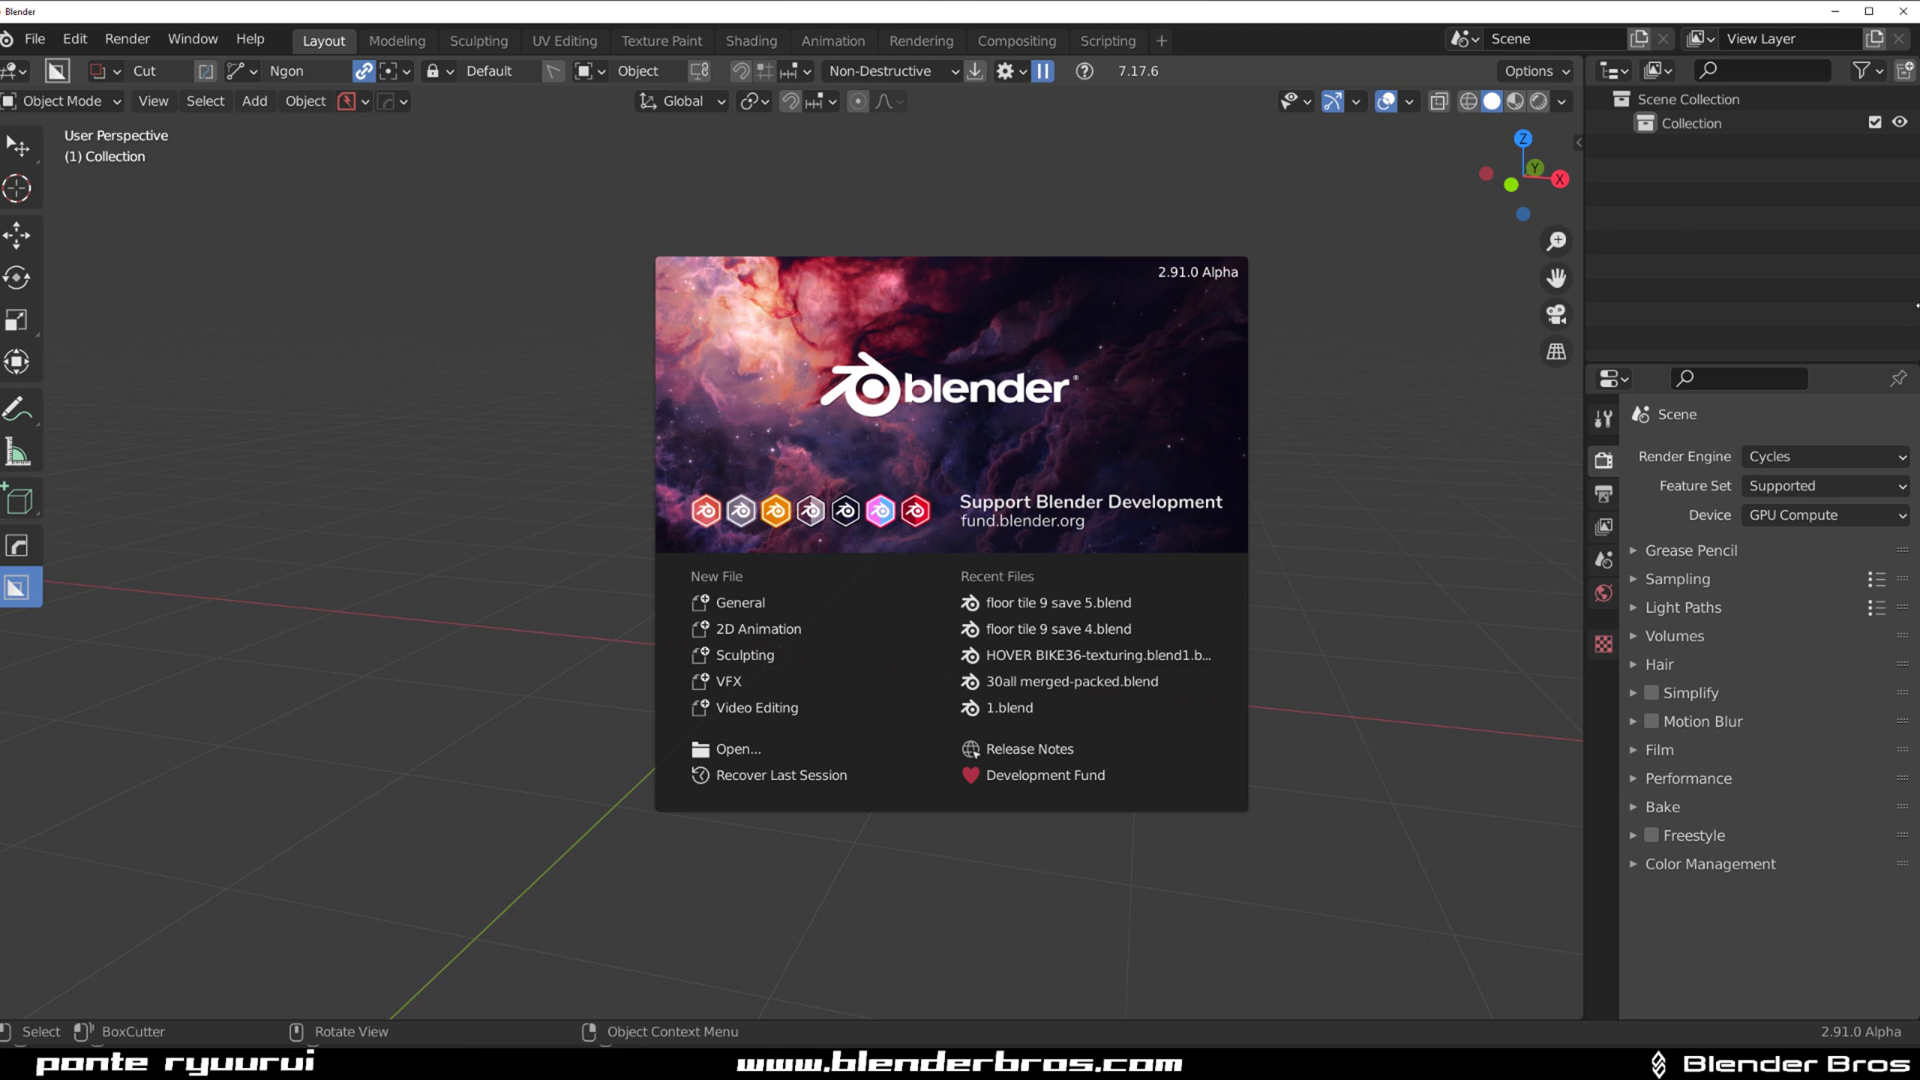 Blender
File Edit Render Window Help Layout Modeling Sculpting UV Editing Texture Paint Shading Animation Rendering Compositing Scripting + Scene View Layer
Cut Ngon Default Object Non-Destructive 7.17.6 Options
Object Mode View Select Add Object Global
User Perspective
(1) Collection
Z
Y
X
Scene Collection
Collection
2.91.0 Alpha
blender
Support Blender Development
fund.blender.org
New File
General
2D Animation
Sculpting
VFX
Video Editing
Open...
Recover Last Session
Recent Files
floor tile 9 save 5.blend
floor tile 9 save 4.blend
HOVER BIKE36-texturing.blend1.b...
30all merged-packed.blend
1.blend
Release Notes
Development Fund
Scene
Render Engine Cycles
Feature Set Supported
Device GPU Compute
Grease Pencil
Sampling
Light Paths
Volumes
Hair
Simplify
Motion Blur
Film
Performance
Bake
Freestyle
Color Management
Select BoxCutter Rotate View Object Context Menu 2.91.0 Alpha
ponte ryuurui www.blenderbros.com Blender Bros